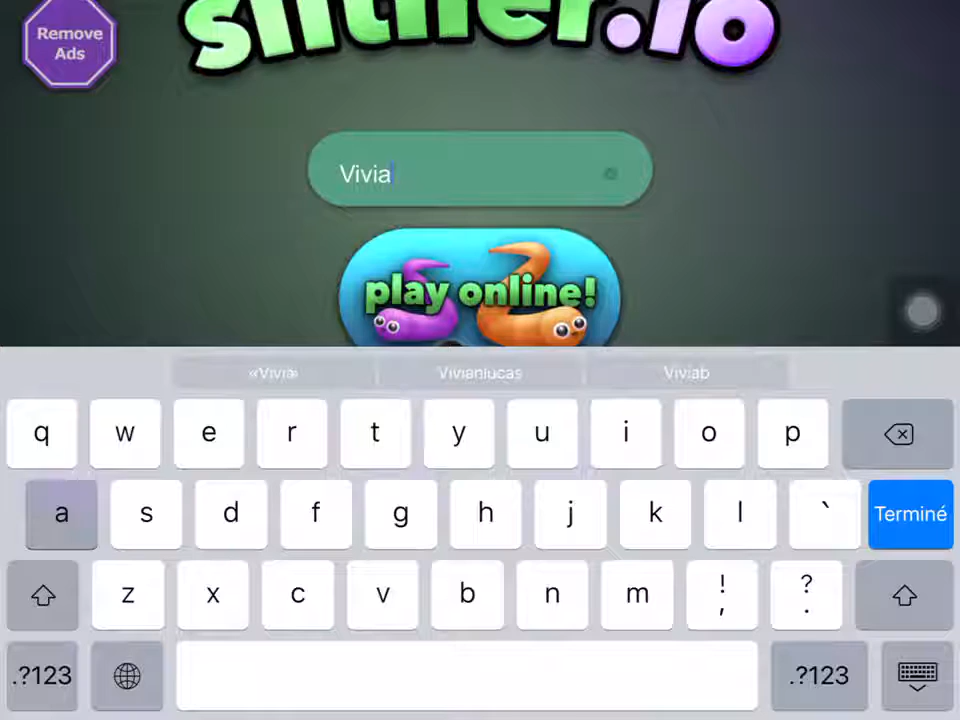 Remove
Ads
slither.io
Vivia
play online!
«Vivia» Vivianlucas Viviab
q w e r t y u i o p
a s d f g h j k l ` Terminé
z x c v b n m ! , ? .
.?123 .?123